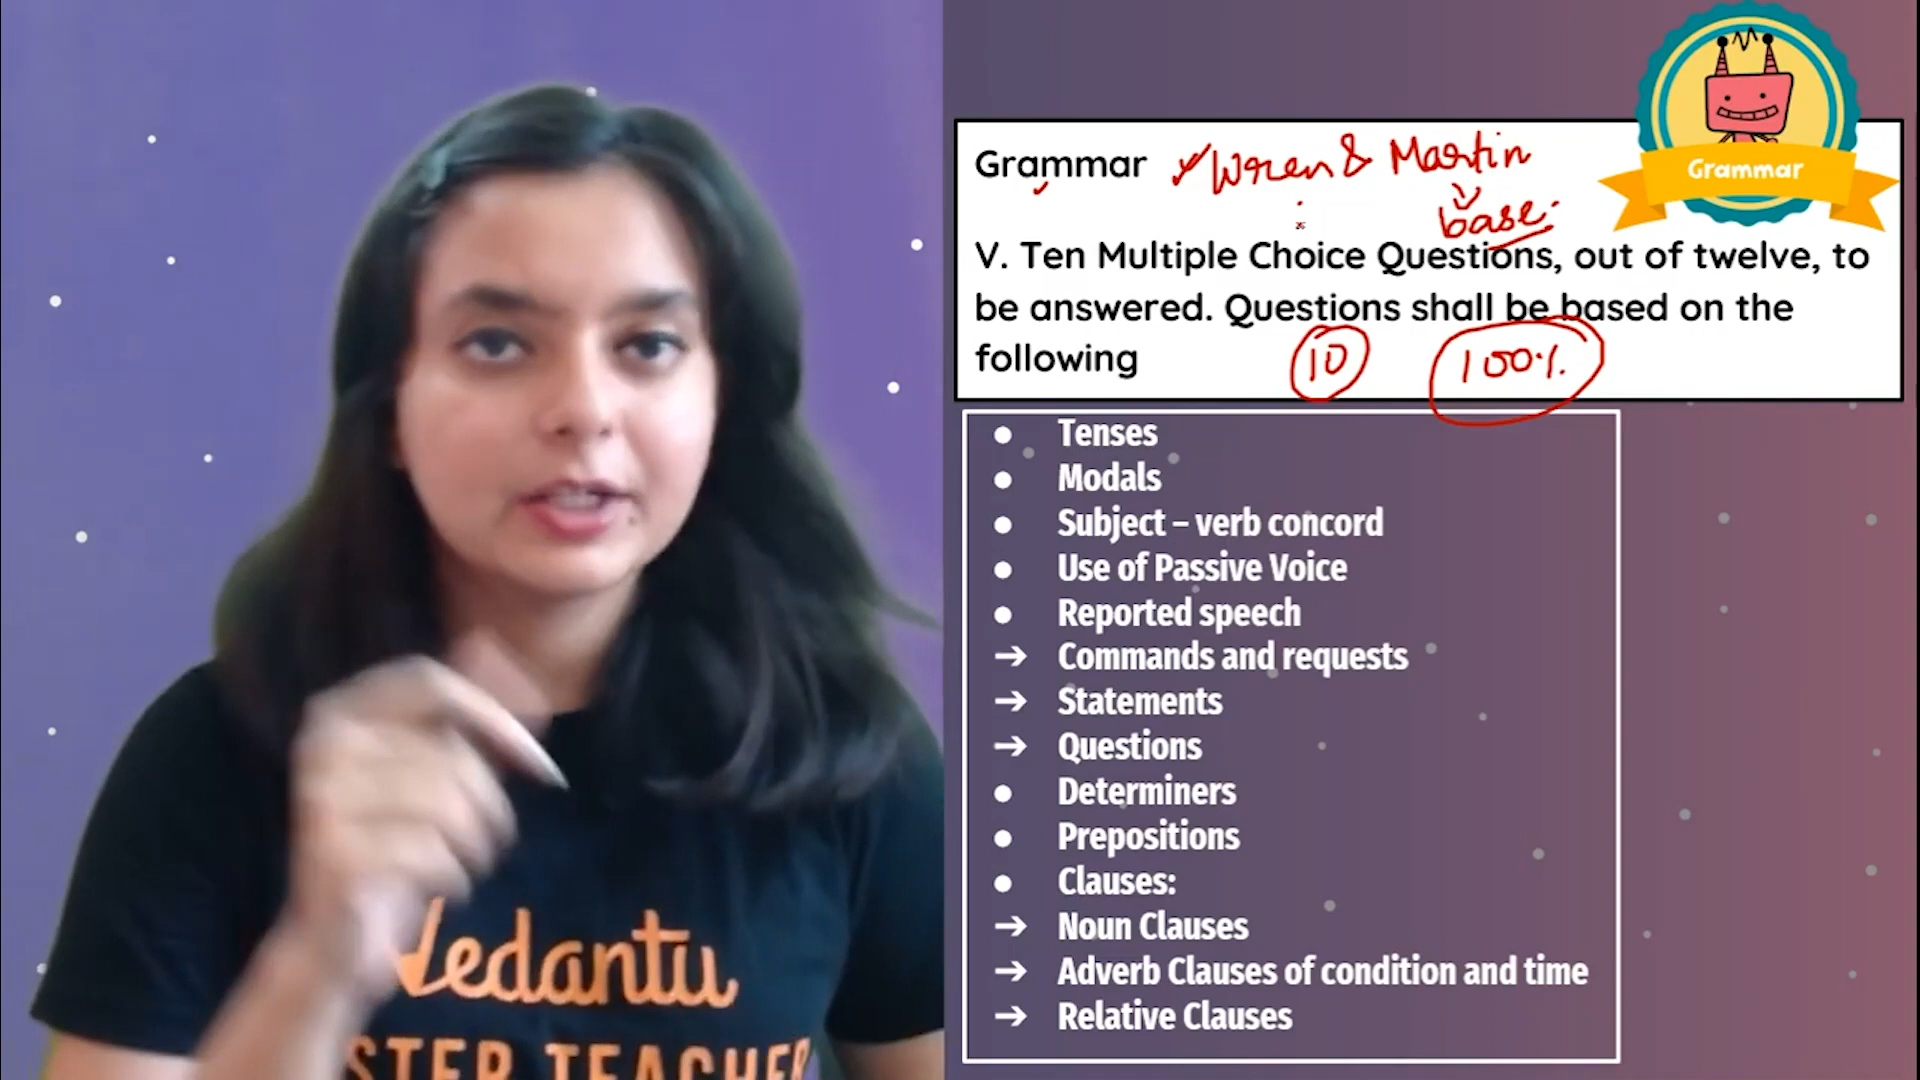 Grammar
Wren & Martin
Grammar
base.
V. Ten Multiple Choice Questions, out of twelve, to
be answered. Questions shall be based on the
following
10
100%
● Tenses
● Modals
● Subject – verb concord
● Use of Passive Voice
● Reported speech
→ Commands and requests
→ Statements
→ Questions
● Determiners
● Prepositions
● Clauses:
→ Noun Clauses
→ Adverb Clauses of condition and time
→ Relative Clauses
Vedantu
STER TEACHER